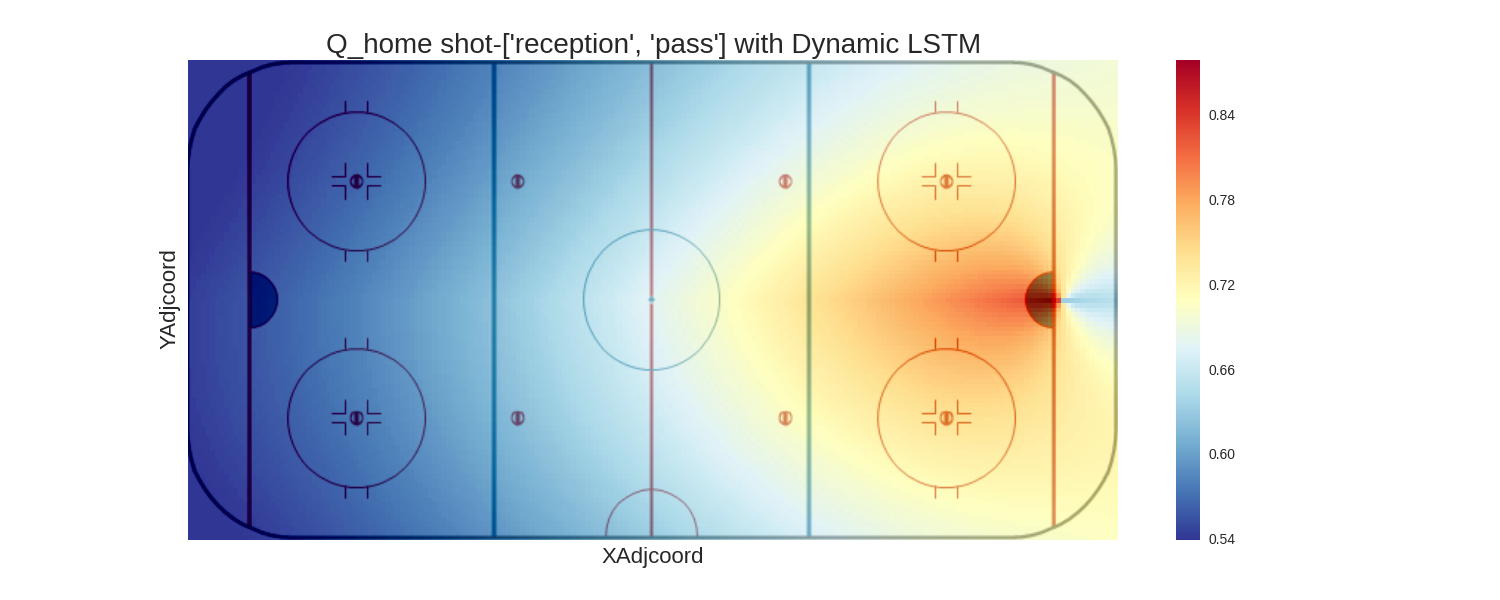 Q_home shot-['reception', 'pass'] with Dynamic LSTM
YAdjcoord
XAdjcoord
0.84
0.78
0.72
0.66
0.60
0.54